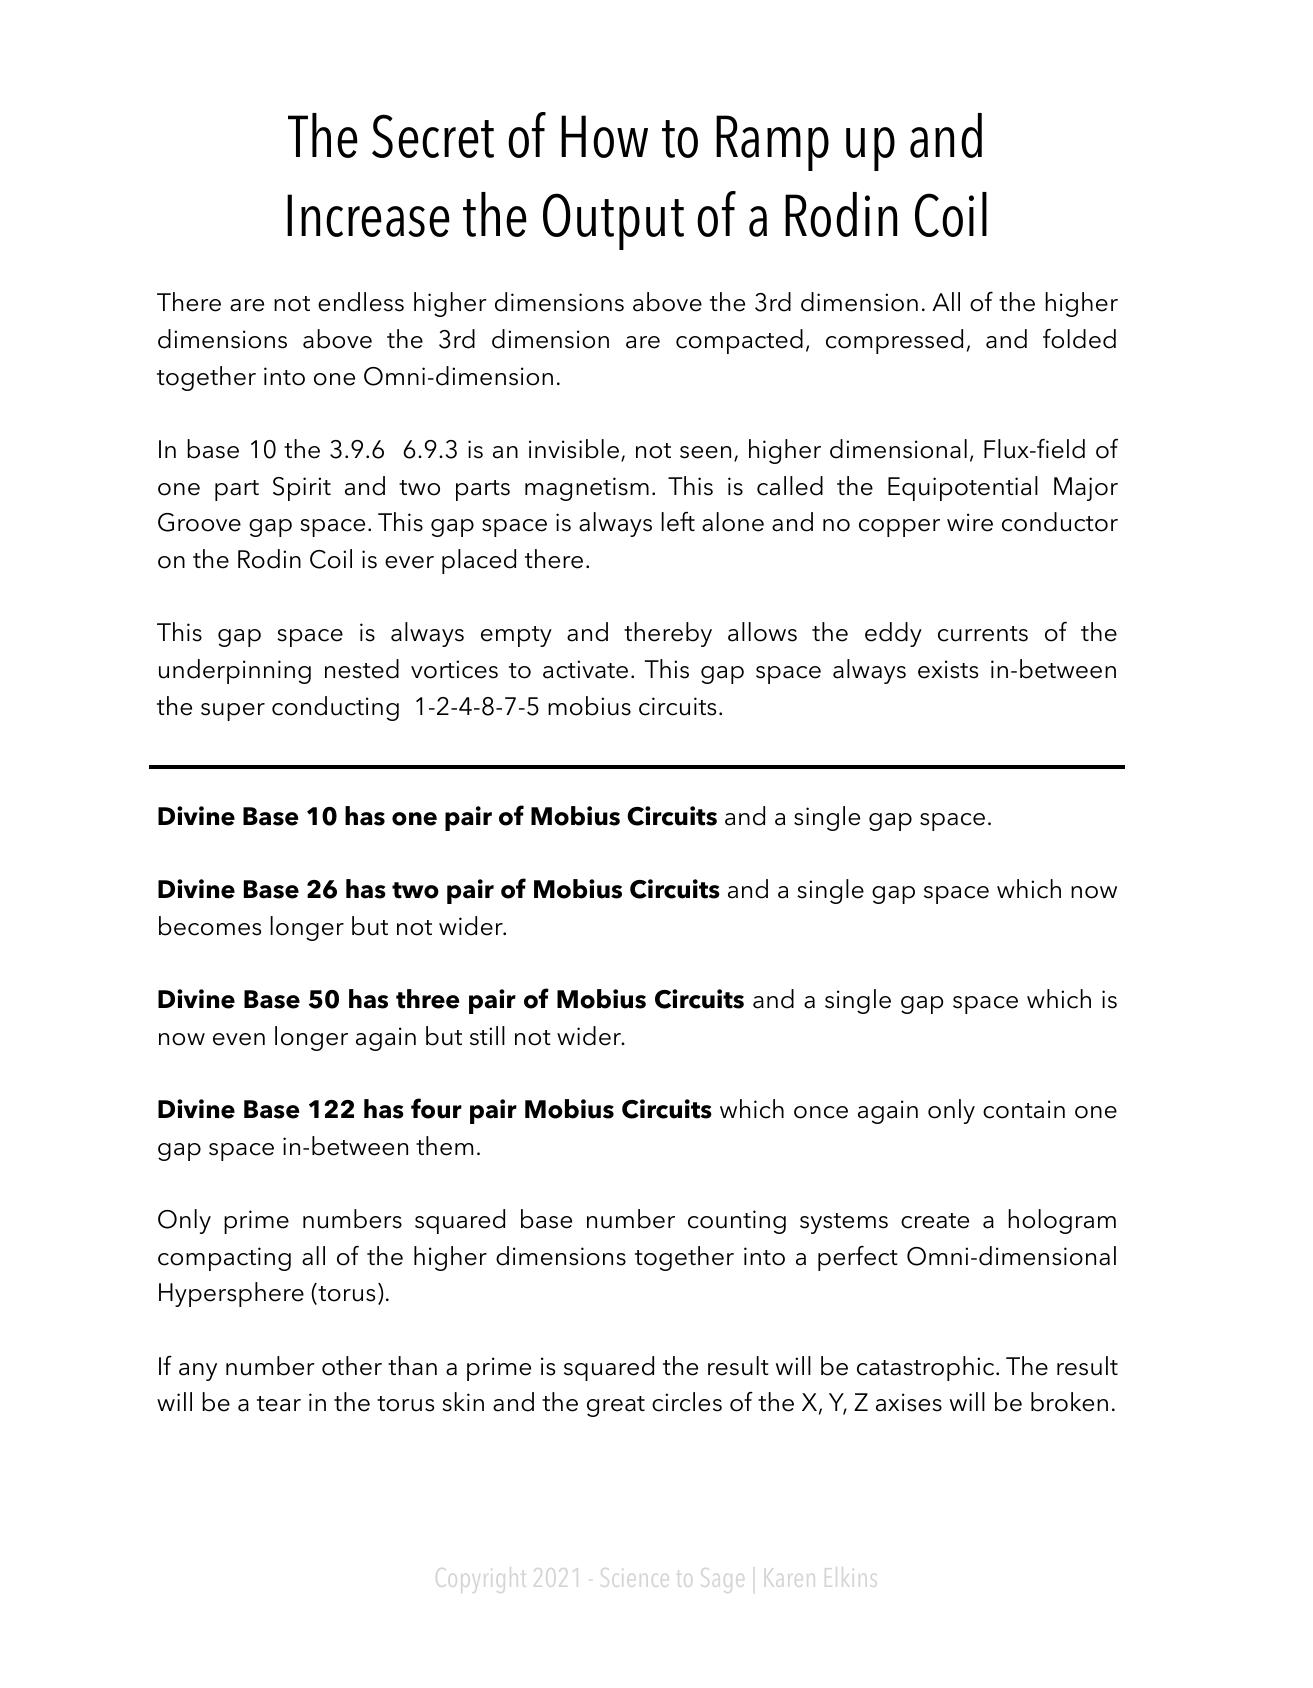 The Secret of How to Ramp up and
Increase the Output of a Rodin Coil
There are not endless higher dimensions above the 3rd dimension. All of the higher
dimensions above the 3rd dimension are compacted, compressed, and folded
together into one Omni-dimension.
In base 10 the 3.9.6  6.9.3 is an invisible, not seen, higher dimensional, Flux-field of
one part Spirit and two parts magnetism. This is called the Equipotential Major
Groove gap space. This gap space is always left alone and no copper wire conductor
on the Rodin Coil is ever placed there.
This gap space is always empty and thereby allows the eddy currents of the
underpinning nested vortices to activate. This gap space always exists in-between
the super conducting  1-2-4-8-7-5 mobius circuits.
Divine Base 10 has one pair of Mobius Circuits and a single gap space.
Divine Base 26 has two pair of Mobius Circuits and a single gap space which now
becomes longer but not wider.
Divine Base 50 has three pair of Mobius Circuits and a single gap space which is
now even longer again but still not wider.
Divine Base 122 has four pair Mobius Circuits which once again only contain one
gap space in-between them.
Only prime numbers squared base number counting systems create a hologram
compacting all of the higher dimensions together into a perfect Omni-dimensional
Hypersphere (torus).
If any number other than a prime is squared the result will be catastrophic. The result
will be a tear in the torus skin and the great circles of the X, Y, Z axises will be broken.
Copyright 2021 - Science to Sage | Karen Elkins